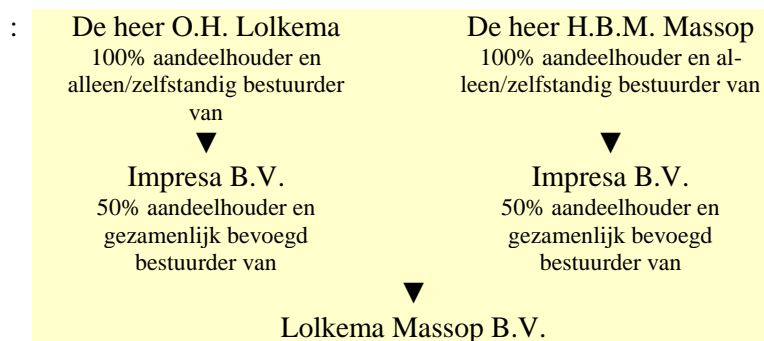 :
De heer O.H. Lolkema
100% aandeelhouder en
alleen/zelfstandig bestuurder
van
▼
Impresa B.V.
50% aandeelhouder en
gezamenlijk bevoegd
bestuurder van
De heer H.B.M. Massop
100% aandeelhouder en al-
leen/zelfstandig bestuurder van
▼
Impresa B.V.
50% aandeelhouder en
gezamenlijk bevoegd
bestuurder van
▼
Lolkema Massop B.V.